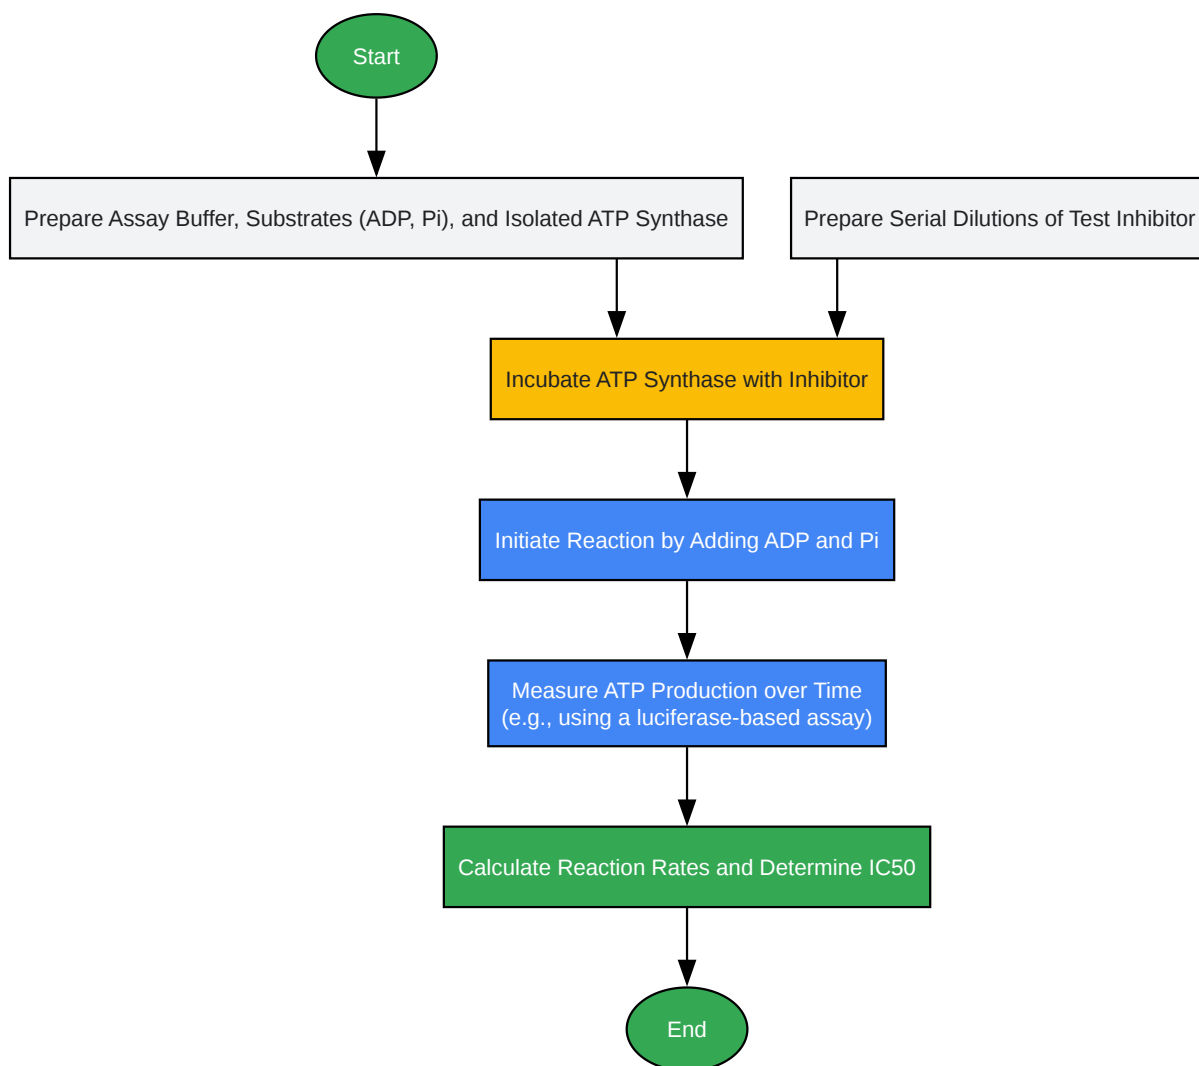 Start
Prepare Assay Buffer, Substrates (ADP, Pi), and Isolated ATP Synthase
Prepare Serial Dilutions of Test Inhibitor
Incubate ATP Synthase with Inhibitor
Initiate Reaction by Adding ADP and Pi
Measure ATP Production over Time
(e.g., using a luciferase-based assay)
Calculate Reaction Rates and Determine IC50
End